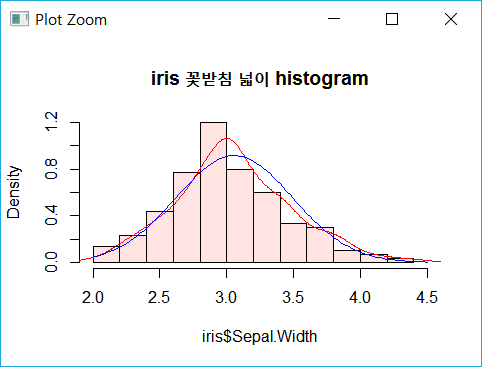 Plot Zoom
iris 꽃받침 넓이 histogram
Density
0.0 0.4 0.8 1.2
2.0 2.5 3.0 3.5 4.0 4.5
iris$Sepal.Width